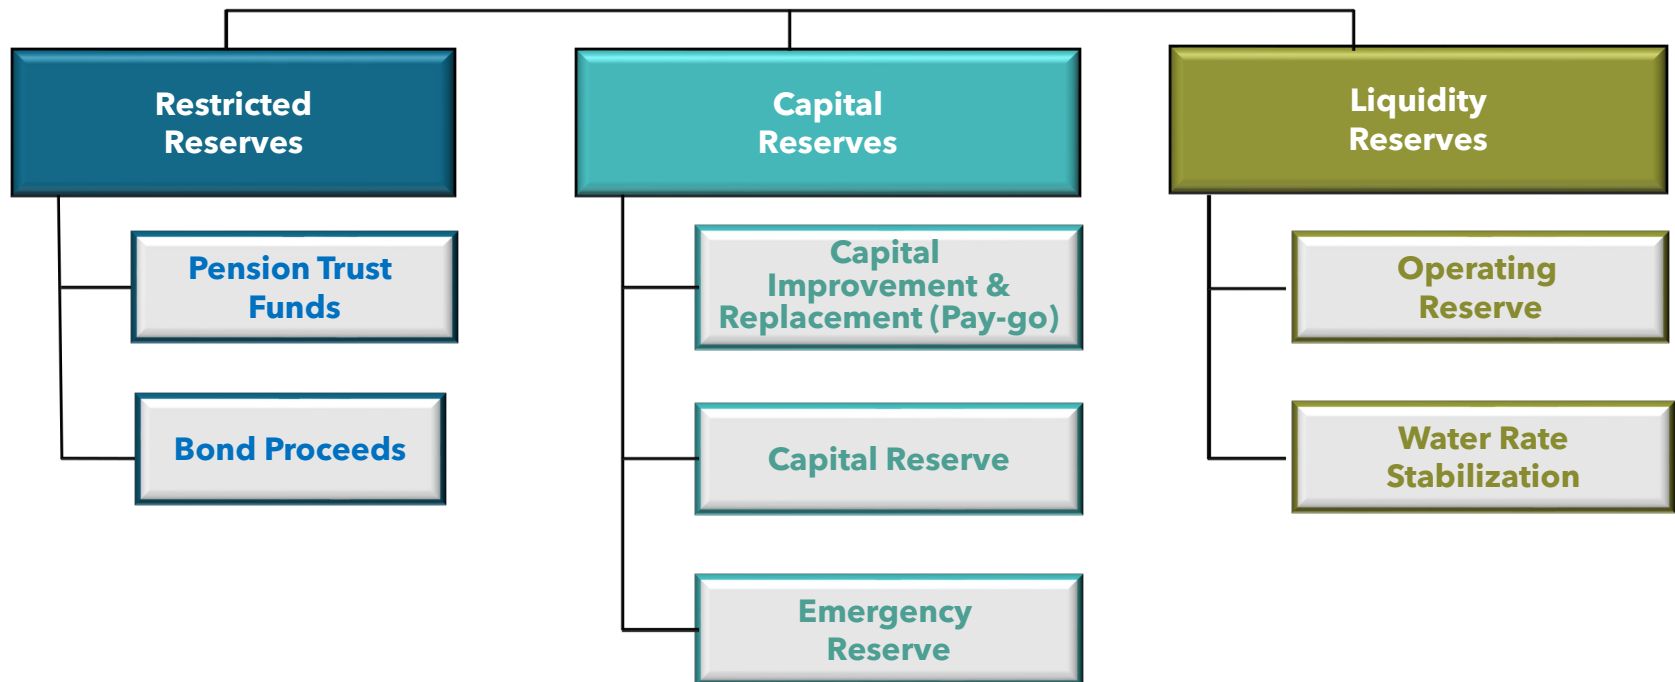 Restricted
Reserves
Capital
Reserves
Liquidity
Reserves
Pension Trust
Funds
Bond Proceeds
Capital
Improvement &
Replacement (Pay-go)
Capital Reserve
Emergency
Reserve
Operating
Reserve
Water Rate
Stabilization